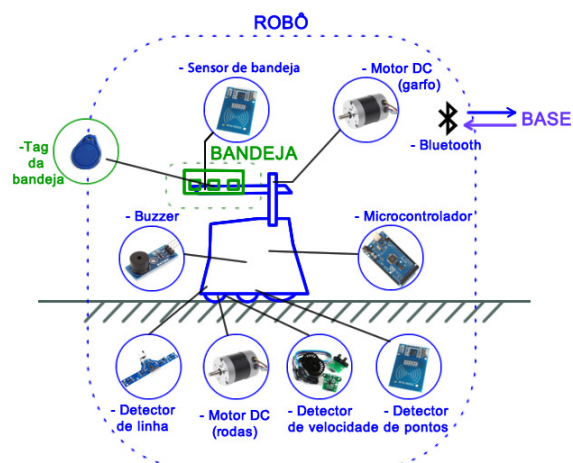 ROBÔ
- Sensor de bandeja
- Motor DC
(garfo)
BASE
- Bluetooth
-Tag
da
bandeja
BANDEJA
- Buzzer
- Microcontrolador
- Detector
de linha
- Motor DC
(rodas)
- Detector
de velocidade
- Detector
de pontos